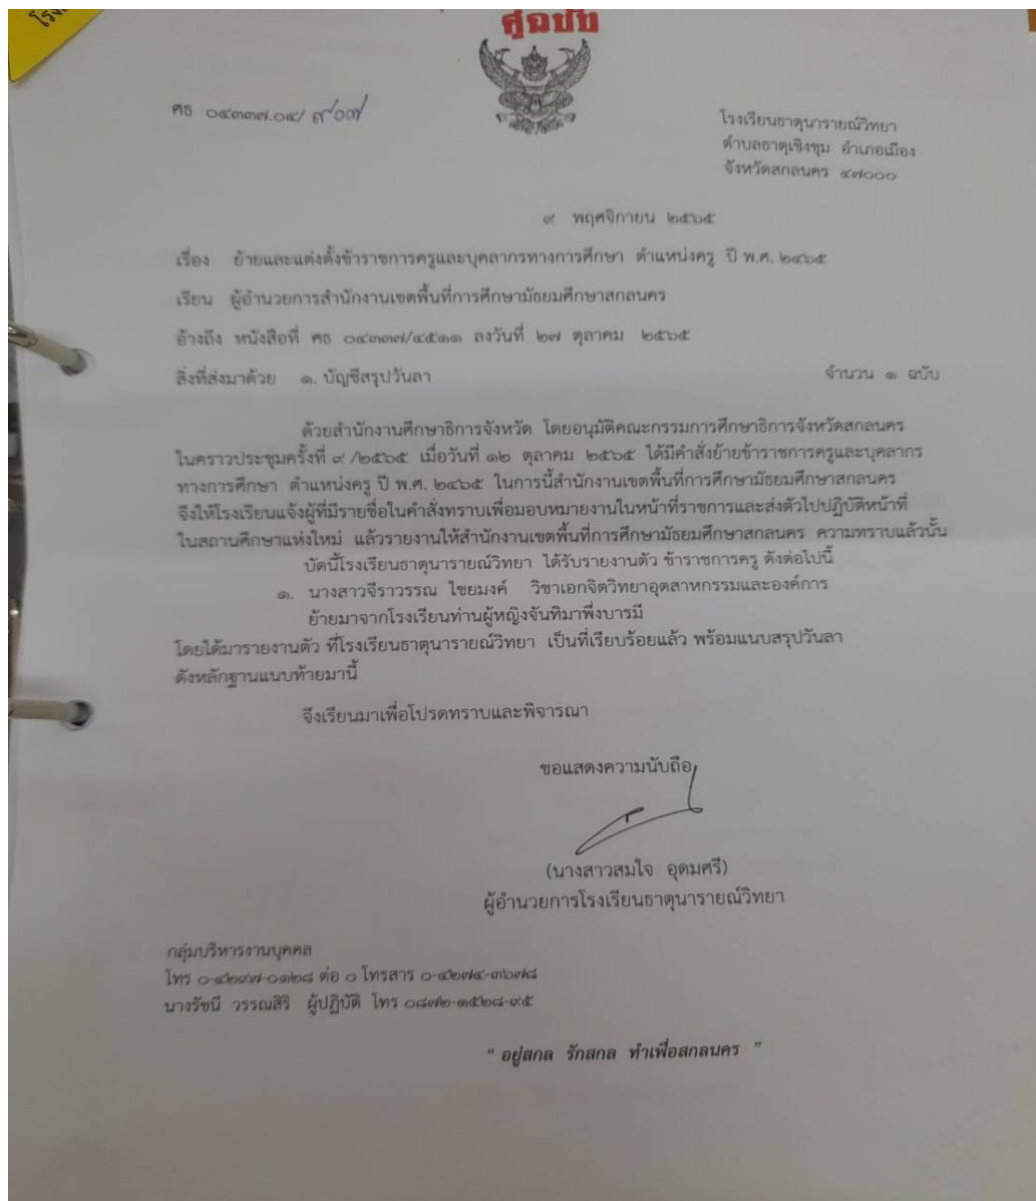 คู่ฉบับ
ศธ ๐๔๓๓๗.๐๔/ ๙๐๗
โรงเรียนธาตุนารายณ์วิทยา
ตำบลธาตุเชิงชุม อำเภอเมือง
จังหวัดสกลนคร ๔๗๐๐๐
๙ พฤศจิกายน ๒๕๖๕
เรื่อง ย้ายและแต่งตั้งข้าราชการครูและบุคลากรทางการศึกษา ตำแหน่งครู ปี พ.ศ. ๒๔๖๕
เรียน ผู้อำนวยการสำนักงานเขตพื้นที่การศึกษามัธยมศึกษาสกลนคร
อ้างถึง หนังสือที่ ศธ ๐๔๓๓๗/๔๕๑๑ ลงวันที่ ๒๗ ตุลาคม ๒๕๖๕
สิ่งที่ส่งมาด้วย ๑. บัญชีสรุปวันลา จำนวน ๑ ฉบับ
ด้วยสำนักงานศึกษาธิการจังหวัด โดยอนุมัติคณะกรรมการศึกษาธิการจังหวัดสกลนคร
ในคราวประชุมครั้งที่ ๙ /๒๕๖๕ เมื่อวันที่ ๑๒ ตุลาคม ๒๕๖๕ ได้มีคำสั่งย้ายข้าราชการครูและบุคลากร
ทางการศึกษา ตำแหน่งครู ปี พ.ศ. ๒๔๖๕ ในการนี้สำนักงานเขตพื้นที่การศึกษามัธยมศึกษาสกลนคร
จึงให้โรงเรียนแจ้งผู้ที่มีรายชื่อในคำสั่งทราบเพื่อมอบหมายงานในหน้าที่ราชการและส่งตัวไปปฏิบัติหน้าที่
ในสถานศึกษาแห่งใหม่ แล้วรายงานให้สำนักงานเขตพื้นที่การศึกษามัธยมศึกษาสกลนคร ความทราบแล้วนั้น
บัดนี้โรงเรียนธาตุนารายณ์วิทยา ได้รับรายงานตัว ข้าราชการครู ดังต่อไปนี้
๑. นางสาวจีราวรรณ ไชยมงค์ วิชาเอกจิตวิทยาอุตสาหกรรมและองค์การ
ย้ายมาจากโรงเรียนท่านผู้หญิงจันทิมาพึ่งบารมี
โดยได้มารายงานตัว ที่โรงเรียนธาตุนารายณ์วิทยา เป็นที่เรียบร้อยแล้ว พร้อมแนบสรุปวันลา
ดังหลักฐานแนบท้ายมานี้
จึงเรียนมาเพื่อโปรดทราบและพิจารณา
ขอแสดงความนับถือ
(นางสาวสมใจ อุดมศรี)
ผู้อำนวยการโรงเรียนธาตุนารายณ์วิทยา
กลุ่มบริหารงานบุคคล
โทร ๐-๔๒๙๗-๐๑๒๘ ต่อ ๐ โทรสาร ๐-๔๒๗๔-๓๖๗๘
นางรัชนี วรรณสิริ ผู้ปฏิบัติ โทร ๐๘๗๒-๑๕๒๘-๙๕
" อยู่สกล รักสกล ทำเพื่อสกลนคร "